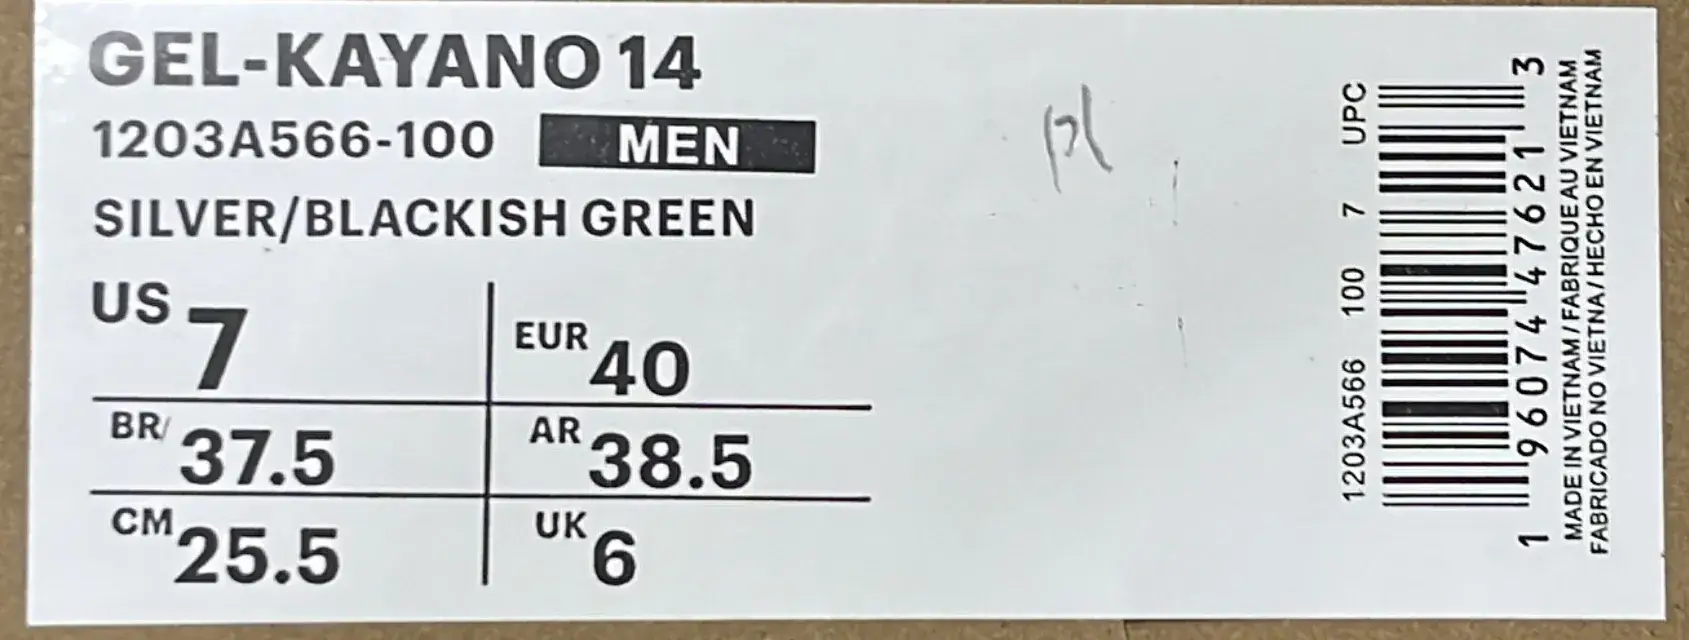 GEL-KAYANO 14
1203A566-100 MEN
SILVER/BLACKISH GREEN
US 7
EUR 40
BR/ 37.5
AR 38.5
CM 25.5
UK 6
1203A566 100 7 UPC
1 96074 47621 3
MADE IN VIETNAM / FABRIQUE AU VIETNAM
FABRICADO NO VIETNA / HECHO EN VIETNAM